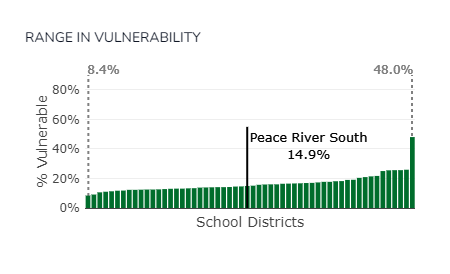 RANGE IN VULNERABILITY
8.4%
48.0%
80%
60%
40%
20%
0%
% Vulnerable
Peace River South
14.9%
School Districts